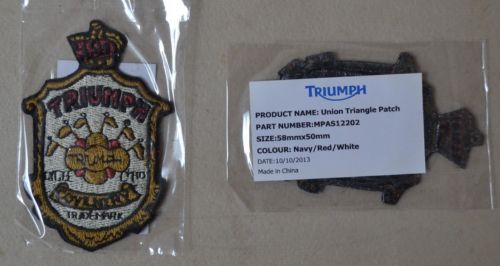 TRIUMPH
TRIUMPH
COVENTRY
TRADEMARK
TRIUMPH
PRODUCT NAME: Union Triangle Patch
PART NUMBER:MPAS12202
SIZE:58mmx50mm
COLOUR: Navy/Red/White
DATE:10/10/2013
Made in China